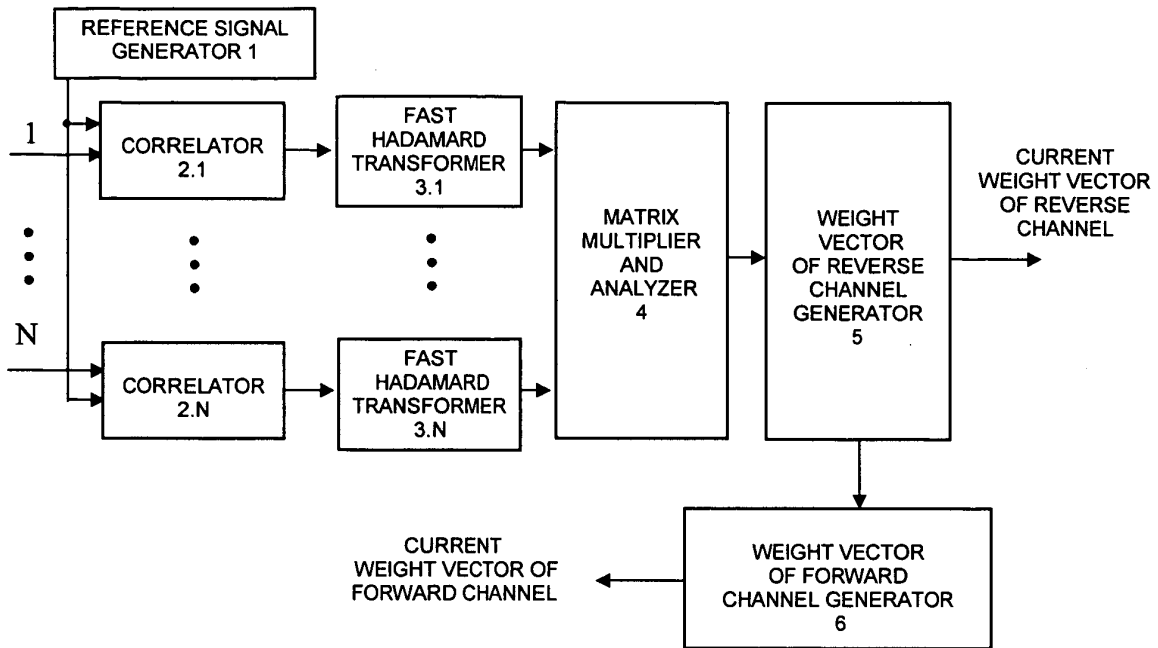 REFERENCE SIGNAL
GENERATOR 1
1
CORRELATOR
2.1
FAST
HADAMARD
TRANSFORMER
3.1
MATRIX
MULTIPLIER
AND
ANALYZER
4
WEIGHT
VECTOR
OF REVERSE
CHANNEL
GENERATOR
5
CURRENT
WEIGHT VECTOR
OF REVERSE
CHANNEL
N
CORRELATOR
2.N
FAST
HADAMARD
TRANSFORMER
3.N
CURRENT
WEIGHT VECTOR OF
FORWARD CHANNEL
WEIGHT VECTOR
OF FORWARD
CHANNEL GENERATOR
6